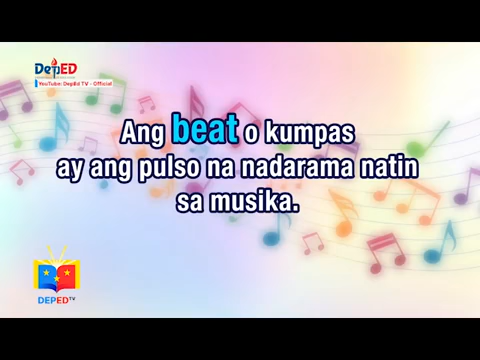 DepED
YouTube: DepEd TV - Official
Ang beat o kumpas
ay ang pulso na nadarama natin
sa musika.
DEPED TV